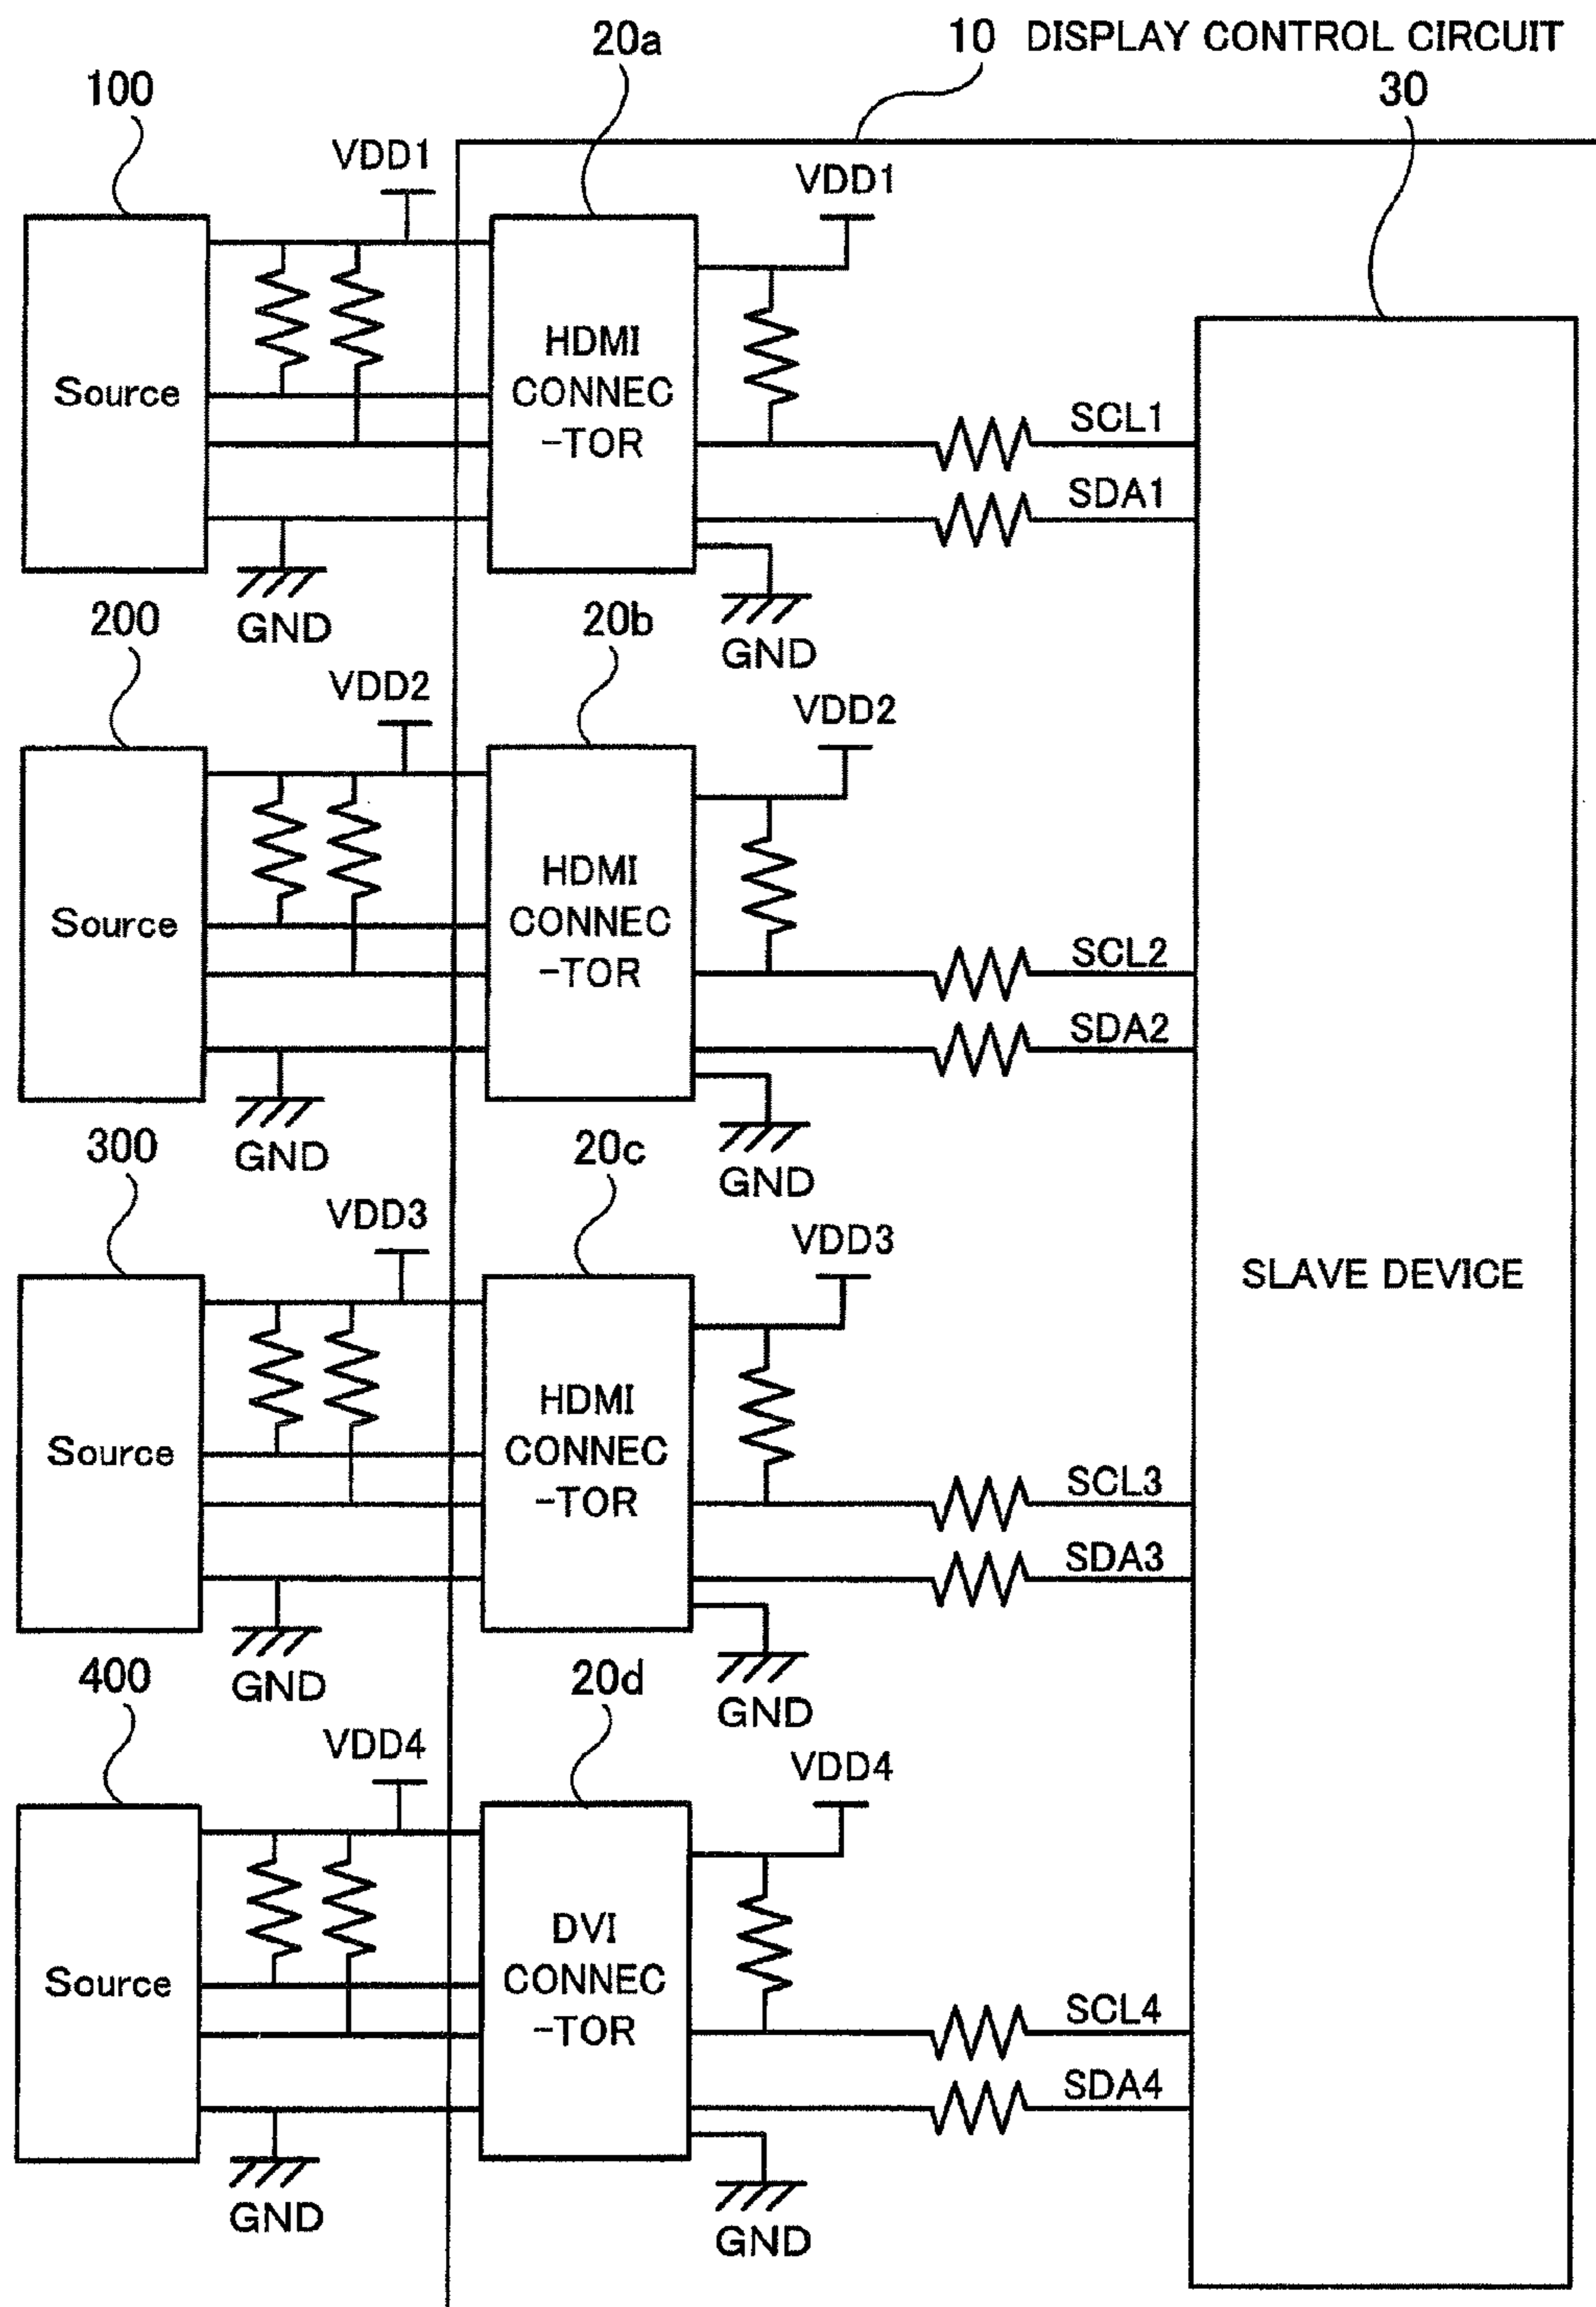 10 DISPLAY CONTROL CIRCUIT
20a
100
30
VDD1
VDD1
Source
HDMI
CONNEC
-TOR
SCL1
SDA1
GND
GND
200
20b
VDD2
VDD2
Source
HDMI
CONNEC
-TOR
SCL2
SDA2
GND
GND
300
20c
VDD3
VDD3
SLAVE DEVICE
Source
HDMI
CONNEC
-TOR
SCL3
SDA3
GND
GND
400
20d
VDD4
VDD4
Source
DVI
CONNEC
-TOR
SCL4
SDA4
GND
GND